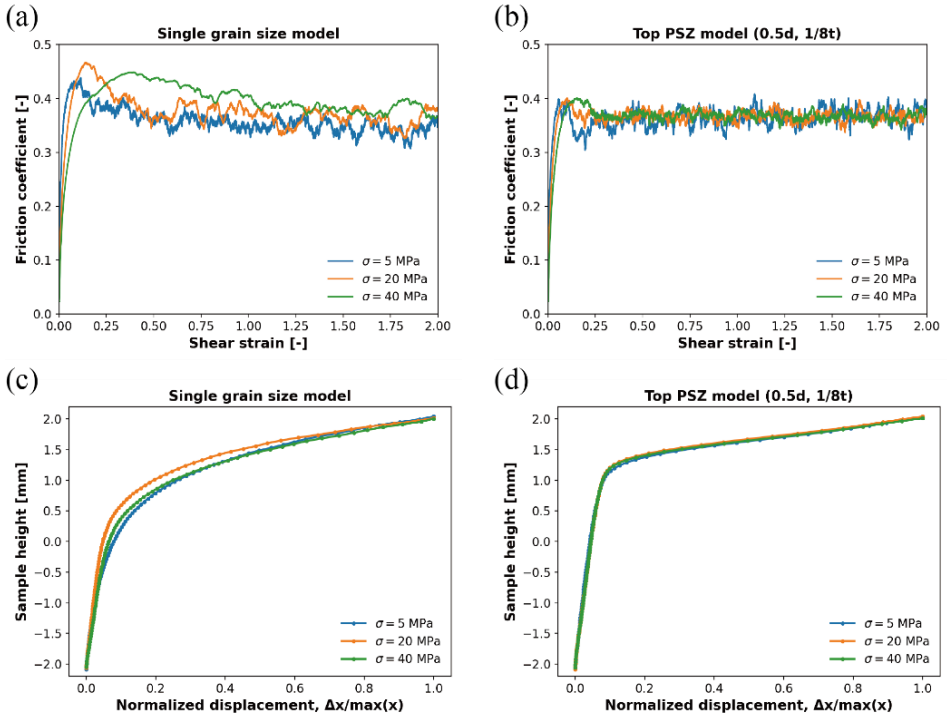 (a)
Single grain size model
Friction coefficient [-]
0.5
0.4
0.3
0.2
0.1
0.0
σ = 5 MPa
σ = 20 MPa
σ = 40 MPa
0.00 0.25 0.50 0.75 1.00 1.25 1.50 1.75 2.00
Shear strain [-]
(b)
Top PSZ model (0.5d, 1/8t)
Friction coefficient [-]
0.5
0.4
0.3
0.2
0.1
0.0
σ = 5 MPa
σ = 20 MPa
σ = 40 MPa
0.00 0.25 0.50 0.75 1.00 1.25 1.50 1.75 2.00
Shear strain [-]
(c)
Single grain size model
Sample height [mm]
2.0
1.5
1.0
0.5
0.0
−0.5
−1.0
−1.5
−2.0
σ = 5 MPa
σ = 20 MPa
σ = 40 MPa
0.0 0.2 0.4 0.6 0.8 1.0
Normalized displacement, Δx/max(x)
(d)
Top PSZ model (0.5d, 1/8t)
Sample height [mm]
2.0
1.5
1.0
0.5
0.0
−0.5
−1.0
−1.5
−2.0
σ = 5 MPa
σ = 20 MPa
σ = 40 MPa
0.0 0.2 0.4 0.6 0.8 1.0
Normalized displacement, Δx/max(x)